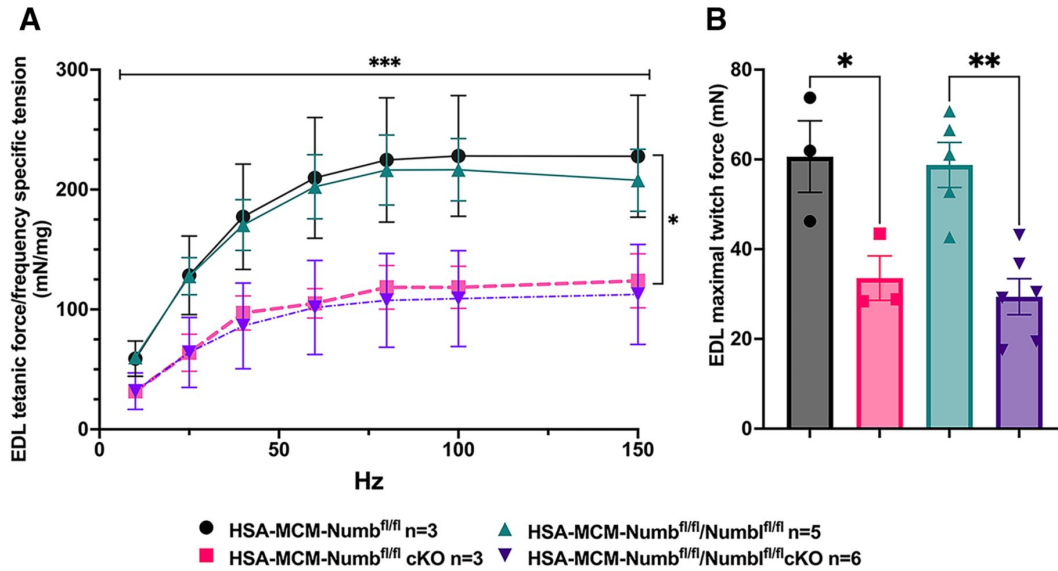 A
EDL tetanic force/frequency specific tension
(mN/mg)
300
200
100
0
0
50
100
150
Hz
***
*
B
EDL maximal twitch force (mN)
80
60
40
20
0
*
**
HSA-MCM-Numbfl/fl n=3
HSA-MCM-Numbfl/fl/Numblfl/fl n=5
HSA-MCM-Numbfl/fl cKO n=3
HSA-MCM-Numbfl/fl/Numblfl/flcKO n=6